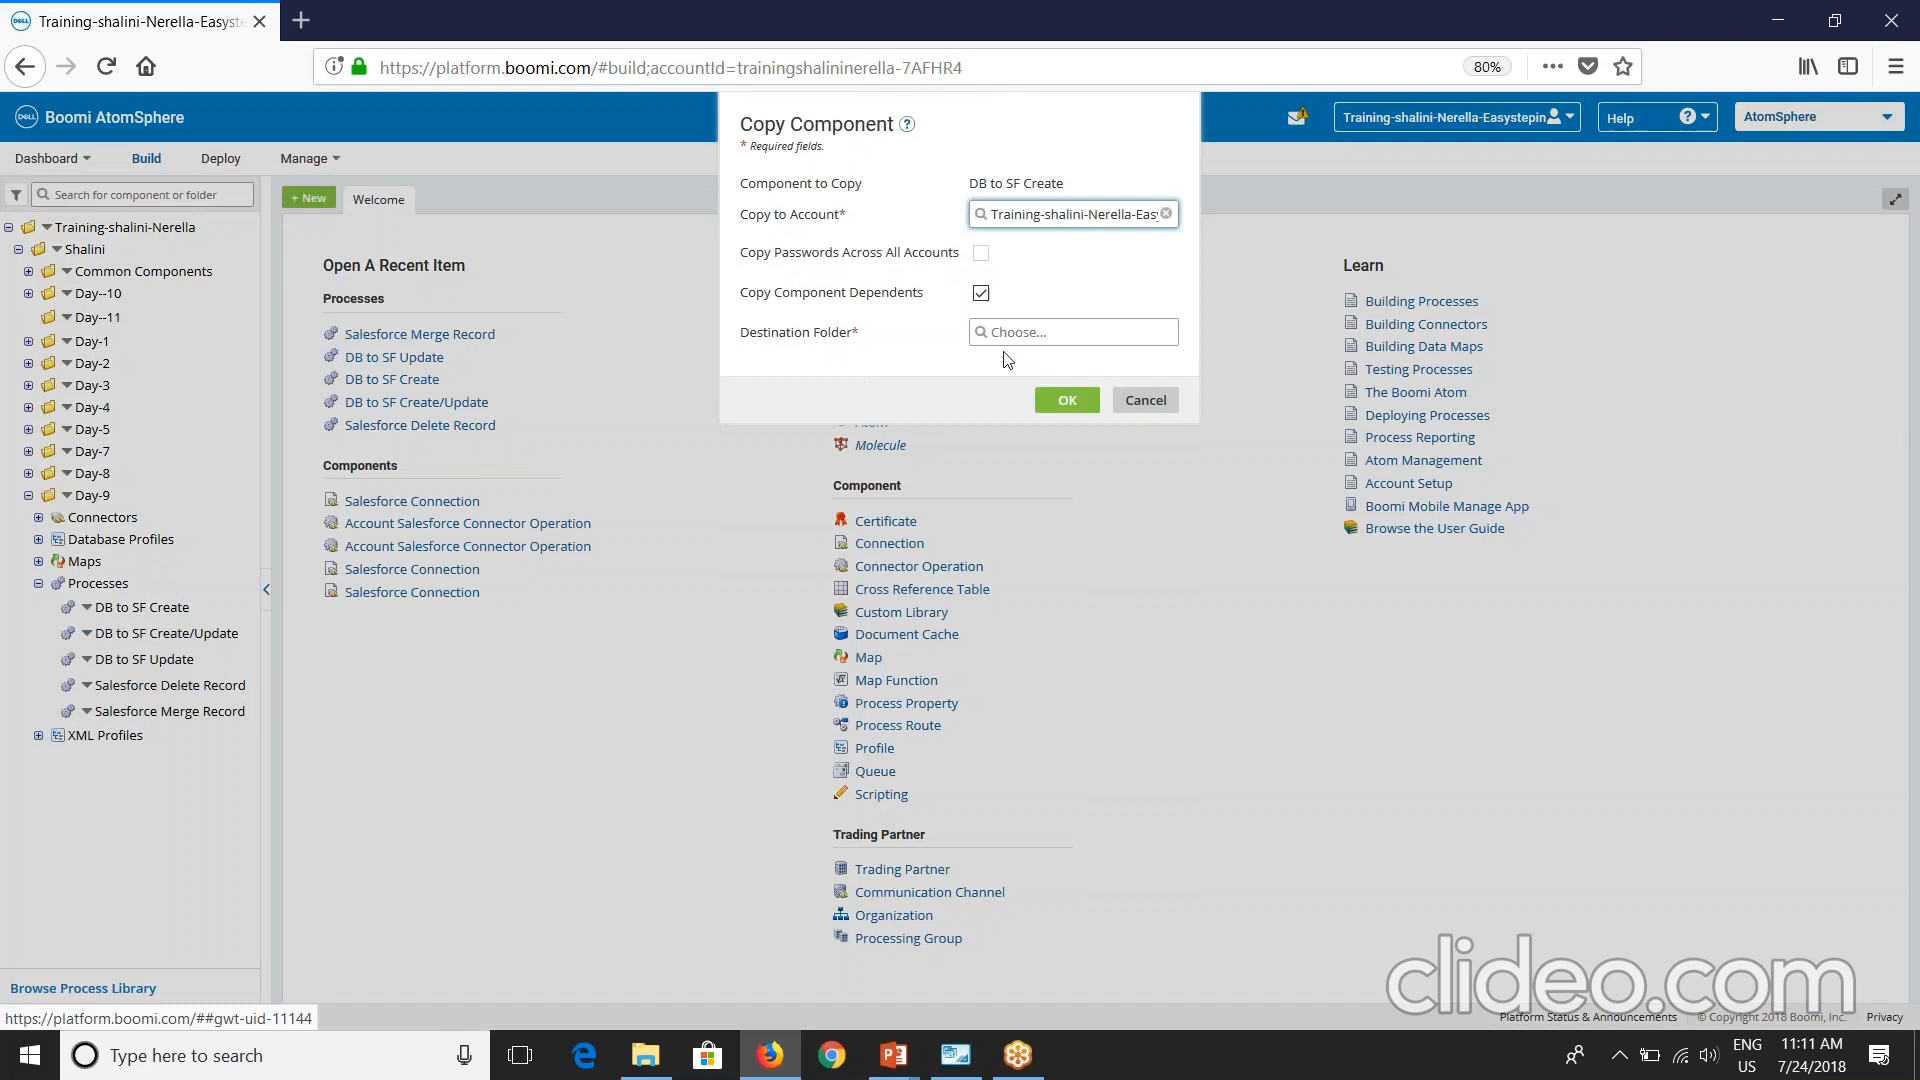 Training-shalini-Nerella-Easyste
https://platform.boomi.com/#build;accountId=trainingshalininerella-7AFHR4
80%
Boomi AtomSphere
Training-shalini-Nerella-Easystepin
Help
AtomSphere
Dashboard
Build
Deploy
Manage
Search for component or folder
+ New
Welcome
Training-shalini-Nerella
Shalini
Common Components
Day--10
Day--11
Day-1
Day-2
Day-3
Day-4
Day-5
Day-7
Day-8
Day-9
Connectors
Database Profiles
Maps
Processes
DB to SF Create
DB to SF Create/Update
DB to SF Update
Salesforce Delete Record
Salesforce Merge Record
XML Profiles
Browse Process Library
https://platform.boomi.com/##gwt-uid-11144
Open A Recent Item
Processes
Salesforce Merge Record
DB to SF Update
DB to SF Create
DB to SF Create/Update
Salesforce Delete Record
Components
Salesforce Connection
Account Salesforce Connector Operation
Account Salesforce Connector Operation
Salesforce Connection
Salesforce Connection
Copy Component
* Required fields.
Component to Copy DB to SF Create
Copy to Account* Training-shalini-Nerella-Eas
Copy Passwords Across All Accounts
Copy Component Dependents
Destination Folder* Choose...
OK
Cancel
Molecule
Component
Certificate
Connection
Connector Operation
Cross Reference Table
Custom Library
Document Cache
Map
Map Function
Process Property
Process Route
Profile
Queue
Scripting
Trading Partner
Trading Partner
Communication Channel
Organization
Processing Group
Learn
Building Processes
Building Connectors
Building Data Maps
Testing Processes
The Boomi Atom
Deploying Processes
Process Reporting
Atom Management
Account Setup
Boomi Mobile Manage App
Browse the User Guide
clideo.com
Platform Status & Announcements
© Copyright 2018 Boomi, Inc.
Privacy
Type here to search
ENG
US
11:11 AM
7/24/2018